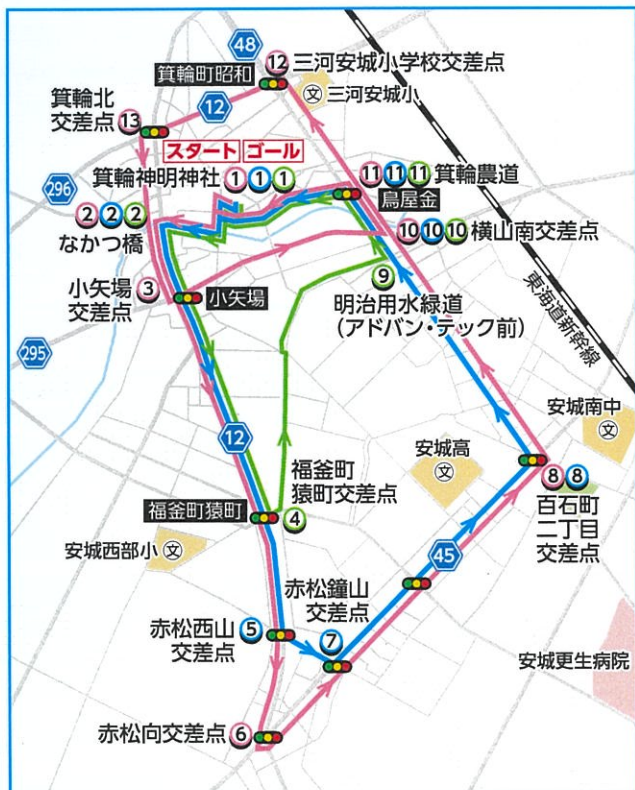 48
12
三河安城小学校交差点
箕輪町昭和
文
三河安城小
箕輪北
交差点
13
12
スタート
ゴール
箕輪神明神社
1
1
1
11
11
11
箕輪農道
鳥屋金
296
2
2
2
なかつ橋
10
10
10
横山南交差点
小矢場
交差点
3
小矢場
9
明治用水緑道
(アドバン・テック前)
東海道新幹線
295
安城南中
文
12
安城高
文
福釜町
猿町交差点
8
8
百石町
二丁目
交差点
福釜町猿町
4
安城西部小
文
45
赤松鐘山
交差点
赤松西山
交差点
5
7
安城更生病院
赤松向交差点
6